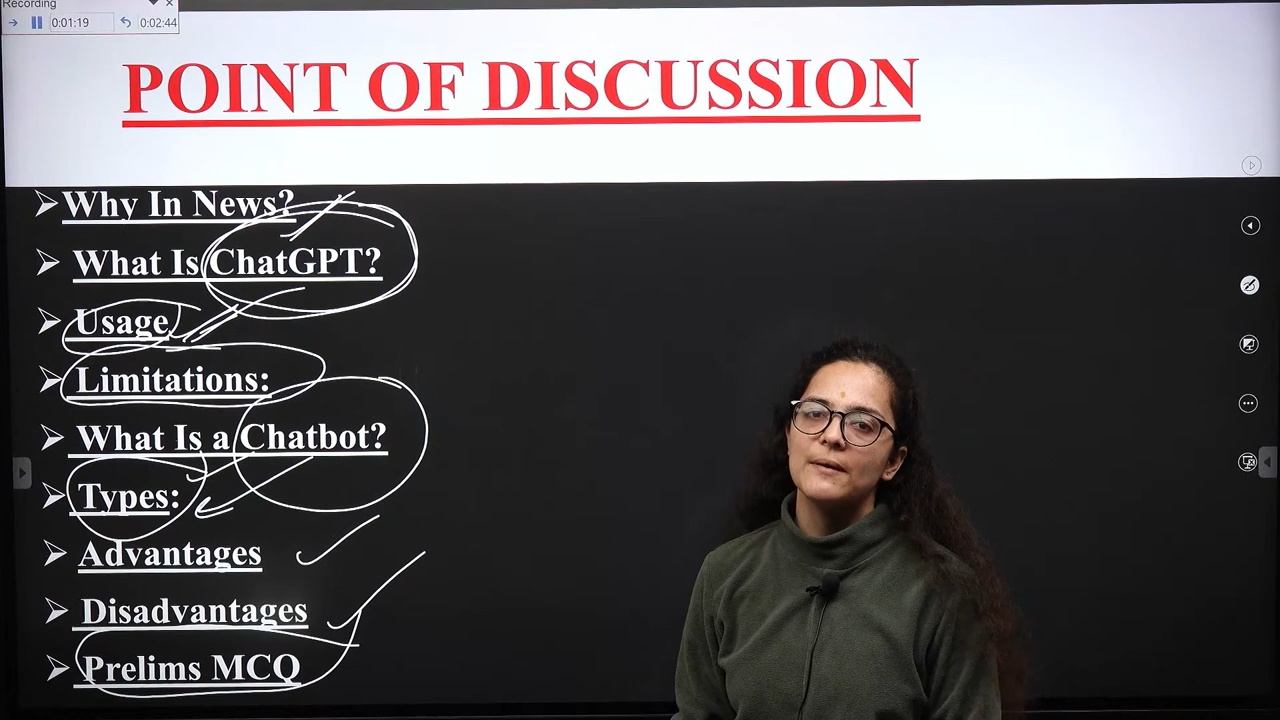 Recording
0:01:19
0:02:44
POINT OF DISCUSSION
Why In News?
What Is ChatGPT?
Usage
Limitations:
What Is a Chatbot?
Types:
Advantages
Disadvantages
Prelims MCQ